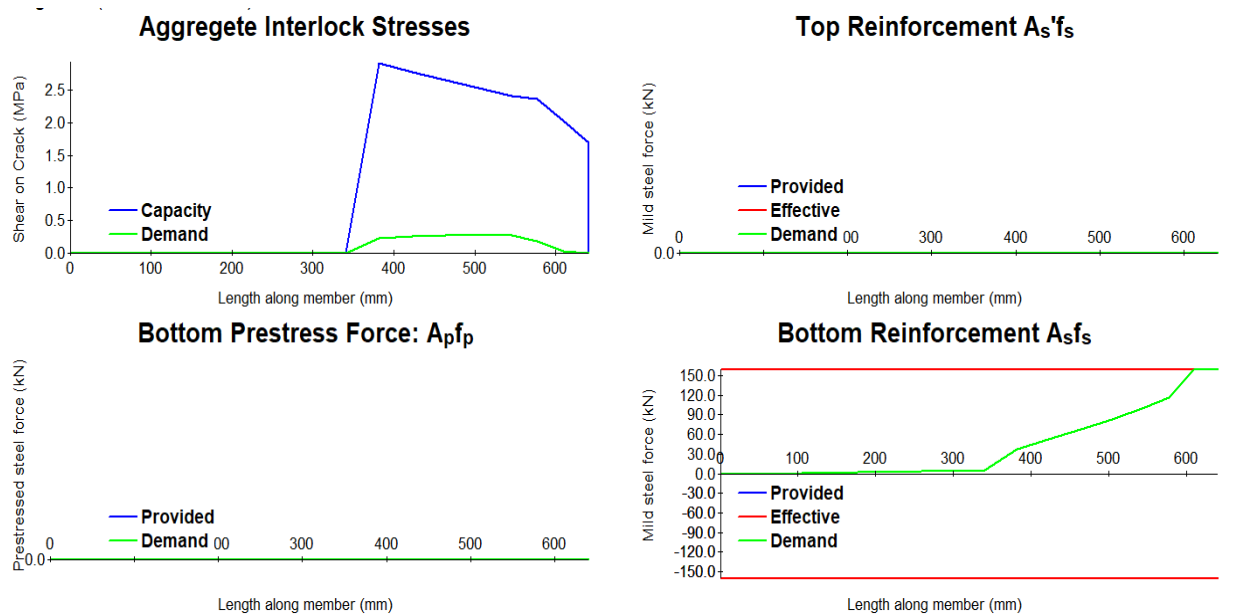 Aggregete Interlock Stresses
Shear on Crack (MPa)
2.5
2.0
1.5
1.0
0.5
0.0
Capacity
Demand
0 100 200 300 400 500 600
Length along member (mm)
Top Reinforcement As'fs
Mild steel force (kN)
Provided
Effective
Demand
0 00 300 400 500 600
0.0
Length along member (mm)
Bottom Prestress Force: Apfp
Prestressed steel force (kN)
Provided
Demand
0 00 300 400 500 600
0.0
Length along member (mm)
Bottom Reinforcement Asfs
Mild steel force (kN)
150.0
120.0
90.0
60.0
30.0
0 100 200 300 400 500 600
0.0
-30.0
-60.0
-90.0
-120.0
-150.0
Provided
Effective
Demand
Length along member (mm)